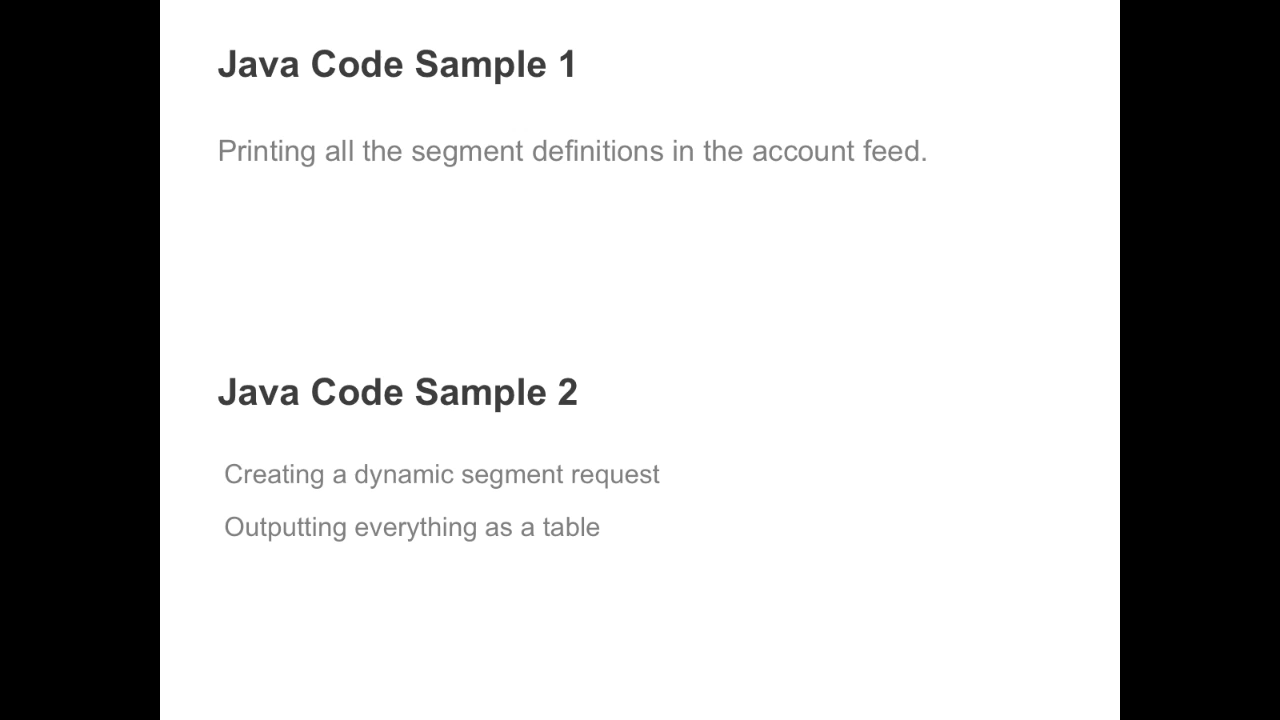 Java Code Sample 1
Printing all the segment definitions in the account feed.
Java Code Sample 2
Creating a dynamic segment request
Outputting everything as a table